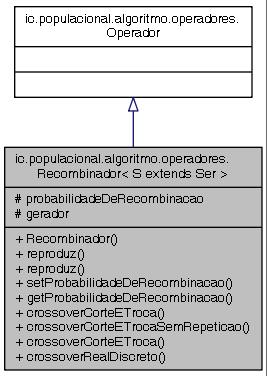 ic.populacional.algoritmo.operadores.
Operador
ic.populacional.algoritmo.operadores.
Recombinador< S extends Ser >
# probabilidadeDeRecombinacao
# gerador
+ Recombinador()
+ reproduz()
+ reproduz()
+ setProbabilidadeDeRecombinacao()
+ getProbabilidadeDeRecombinacao()
+ crossoverCorteETroca()
+ crossoverCorteETrocaSemRepeticao()
+ crossoverCorteETroca()
+ crossoverRealDiscreto()